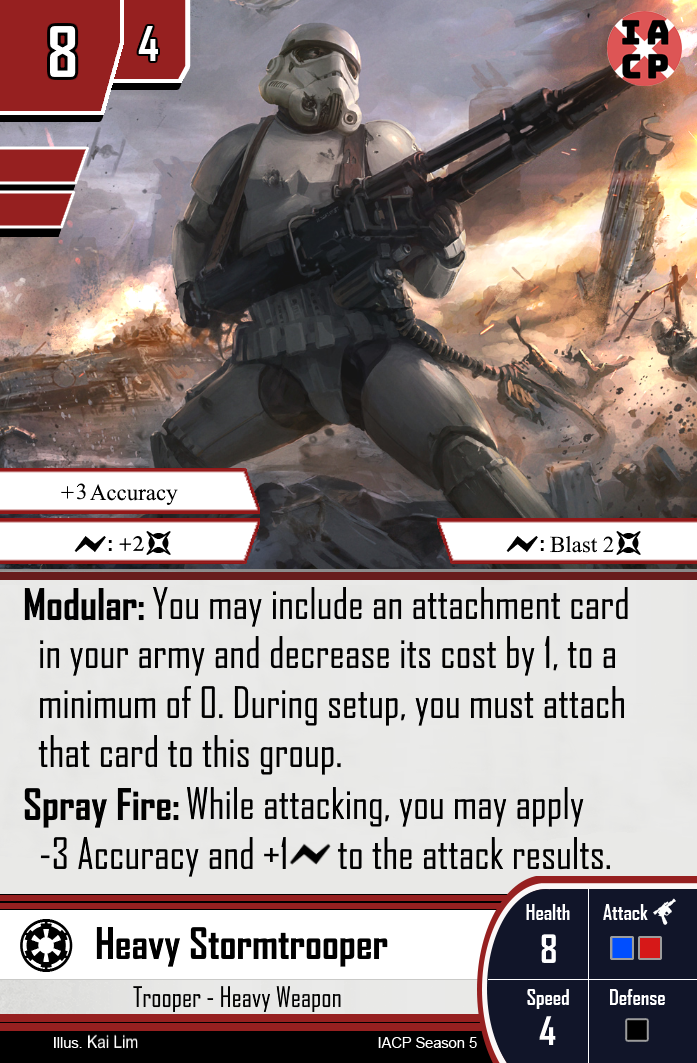 8
4
I A
C P
+3 Accuracy
: +2
: Blast 2
Modular: You may include an attachment card
in your army and decrease its cost by 1, to a
minimum of 0. During setup, you must attach
that card to this group.
Spray Fire: While attacking, you may apply
-3 Accuracy and +1 to the attack results.
Heavy Stormtrooper
Trooper - Heavy Weapon
Health
8
Attack
Speed
4
Defense
Illus. Kai Lim
IACP Season 5